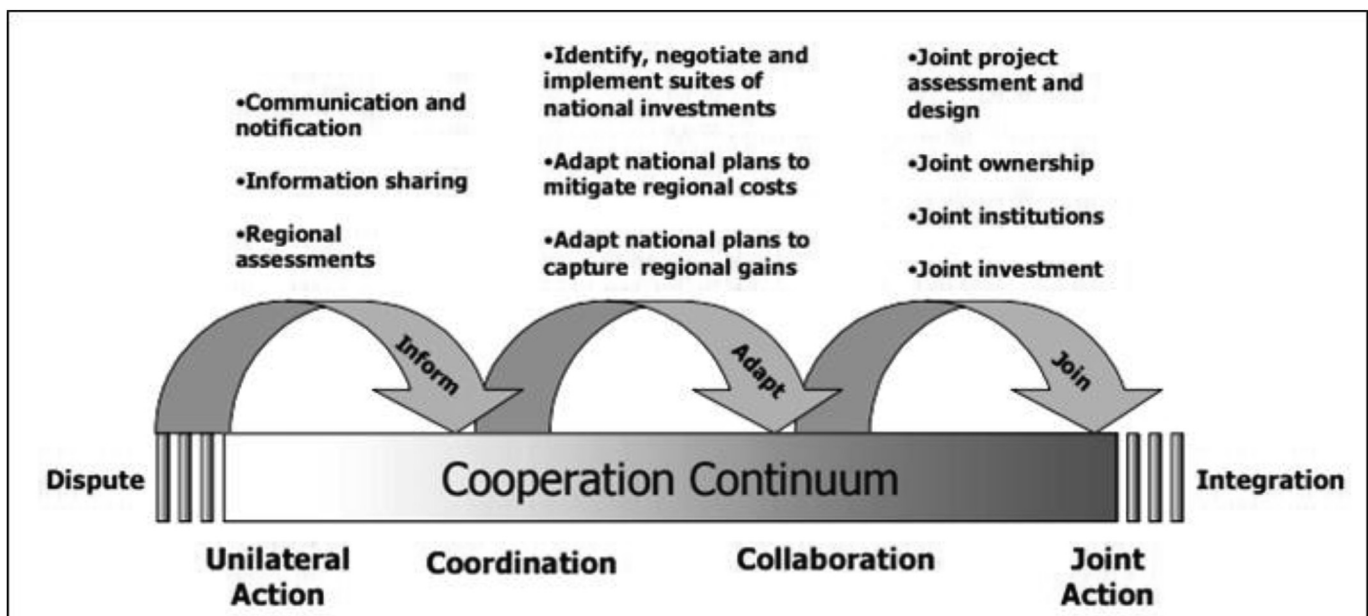 •Communication and
notification
•Information sharing
•Regional
assessments
•Identify, negotiate and
implement suites of
national investments
•Adapt national plans to
mitigate regional costs
•Adapt national plans to
capture regional gains
•Joint project
assessment and
design
•Joint ownership
•Joint institutions
•Joint investment
Inform
Adapt
Join
Dispute
Cooperation Continuum
Integration
Unilateral
Action
Coordination
Collaboration
Joint
Action